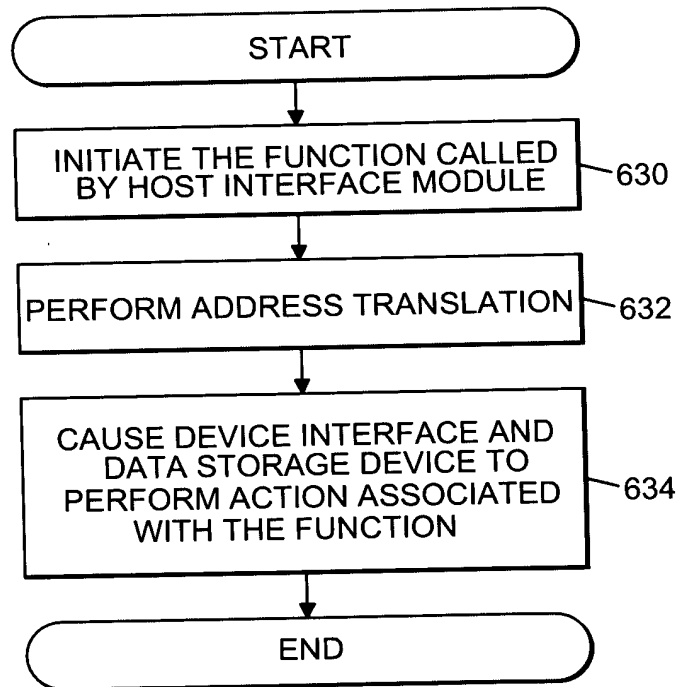 START
INITIATE THE FUNCTION CALLED
BY HOST INTERFACE MODULE
630
PERFORM ADDRESS TRANSLATION
632
CAUSE DEVICE INTERFACE AND
DATA STORAGE DEVICE TO
PERFORM ACTION ASSOCIATED
WITH THE FUNCTION
634
END